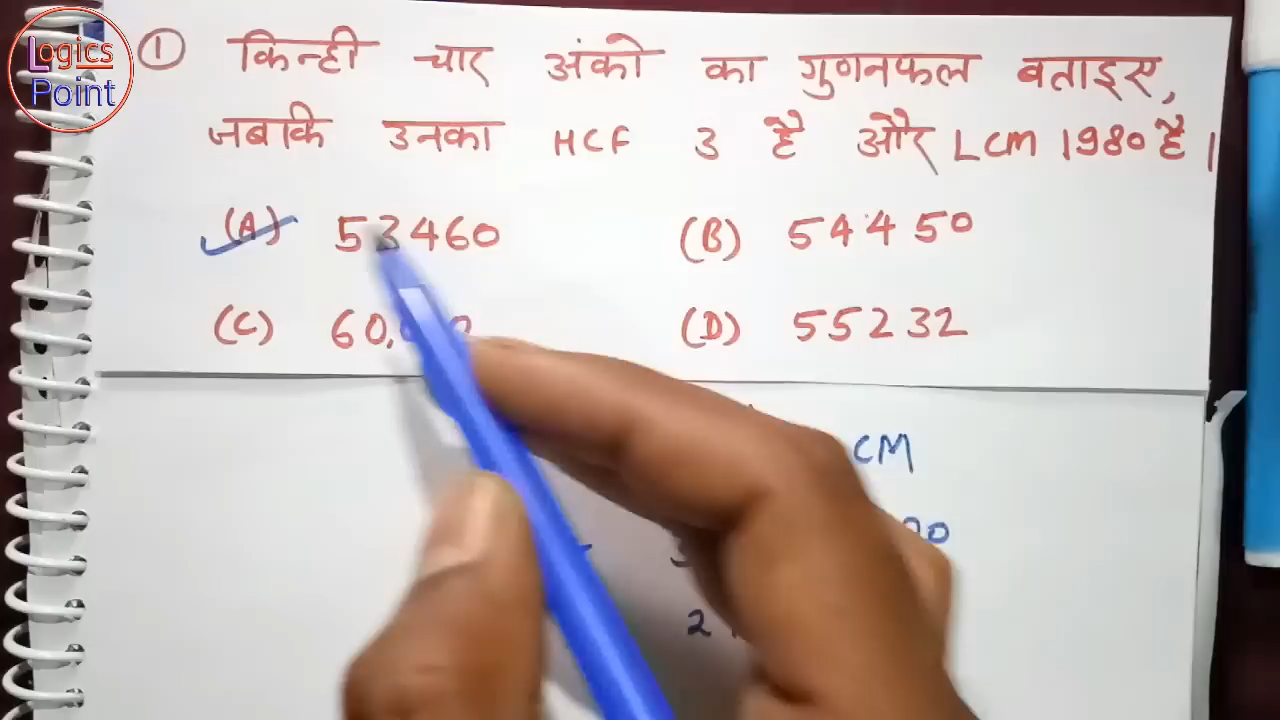 Logics
Point
① किन्ही चार अंको का गुणनफल बताइए,
जबकि उनका HCF 3 है और LCM 1980 है।
(A) 53460 (B) 54450
(C) 60, (D) 55232
CM